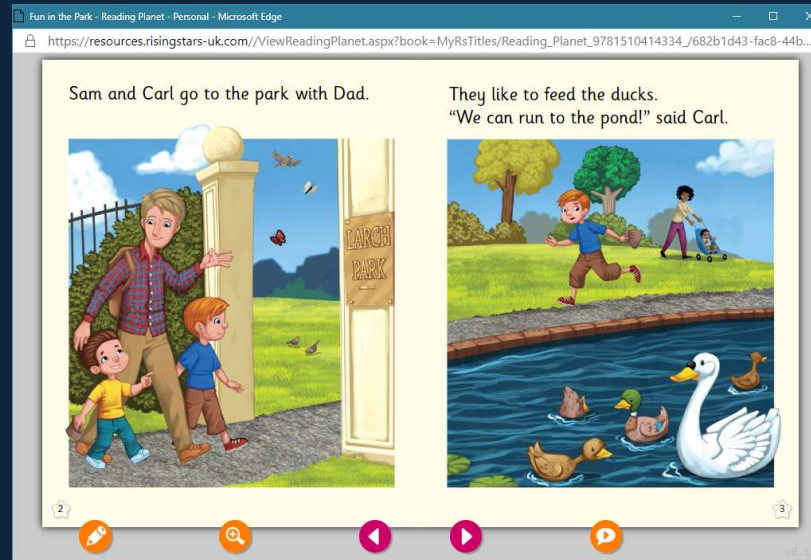 Fun in the Park - Reading Planet - Personal - Microsoft Edge
https://resources.risingstars-uk.com//ViewReadingPlanet.aspx?book=MyRsTitles/Reading_Planet_9781510414334_/682b1d43-fac8-44b...
Sam and Carl go to the park with Dad.
LARCH
PARK
2
They like to feed the ducks.
“We can run to the pond!” said Carl.
3